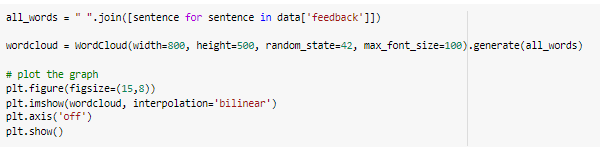 all_words = " ".join([sentence for sentence in data['feedback']])
wordcloud = WordCloud(width=800, height=500, random_state=42, max_font_size=100).generate(all_words)
# plot the graph
plt.figure(figsize=(15,8))
plt.imshow(wordcloud, interpolation='bilinear')
plt.axis('off')
plt.show()